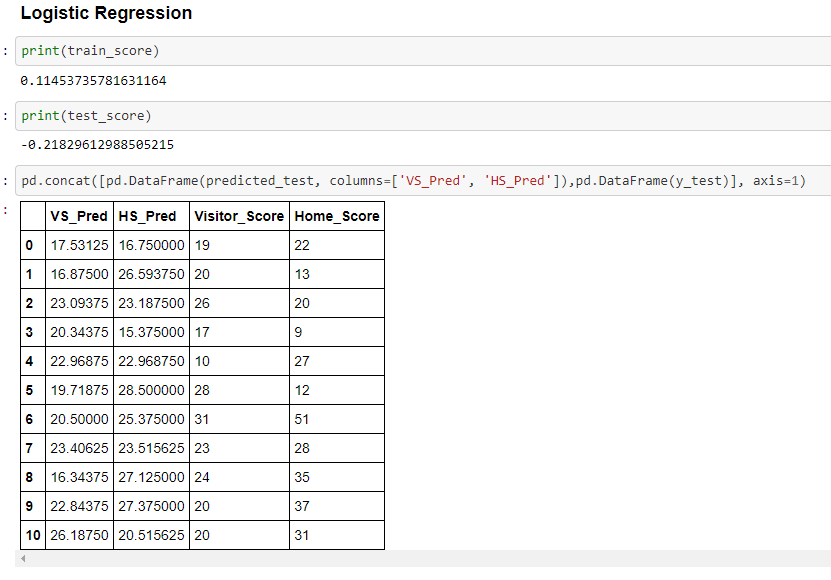 Logistic Regression
: print(train_score)
0.11453735781631164
: print(test_score)
-0.21829612988505215
: pd.concat([pd.DataFrame(predicted_test, columns=['VS_Pred', 'HS_Pred']),pd.DataFrame(y_test)], axis=1)
:
VS_Pred HS_Pred Visitor_Score Home_Score
0 17.53125 16.750000 19 22
1 16.87500 26.593750 20 13
2 23.09375 23.187500 26 20
3 20.34375 15.375000 17 9
4 22.96875 22.968750 10 27
5 19.71875 28.500000 28 12
6 20.50000 25.375000 31 51
7 23.40625 23.515625 23 28
8 16.34375 27.125000 24 35
9 22.84375 27.375000 20 37
10 26.18750 20.515625 20 31